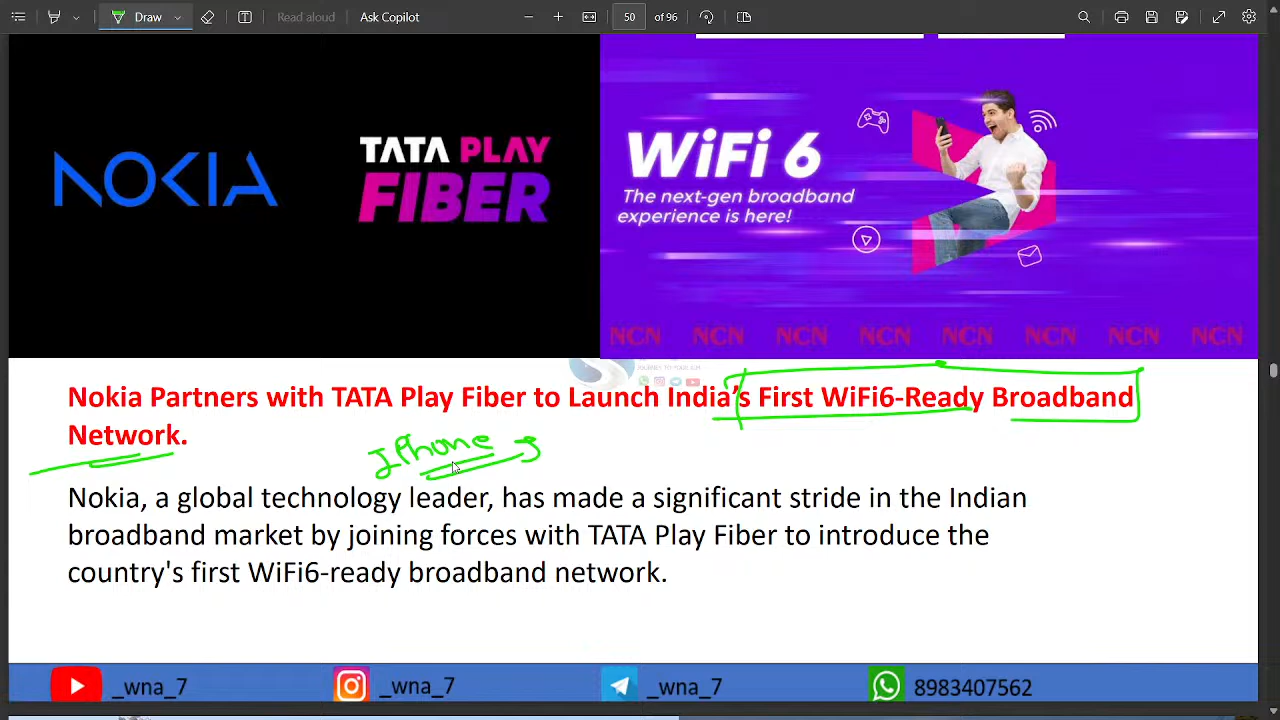 Draw
Read aloud
Ask Copilot
50
of 96
NOKIA
TATA PLAY
FIBER
WiFi 6
The next-gen broadband
experience is here!
NCN NCN NCN NCN NCN NCN NCN NCN
JOURNEY TO YOUR AIM
Nokia Partners with TATA Play Fiber to Launch India's First WiFi6-Ready Broadband
Network.
IPhone
Nokia, a global technology leader, has made a significant stride in the Indian
broadband market by joining forces with TATA Play Fiber to introduce the
country's first WiFi6-ready broadband network.
_wna_7
_wna_7
_wna_7
8983407562